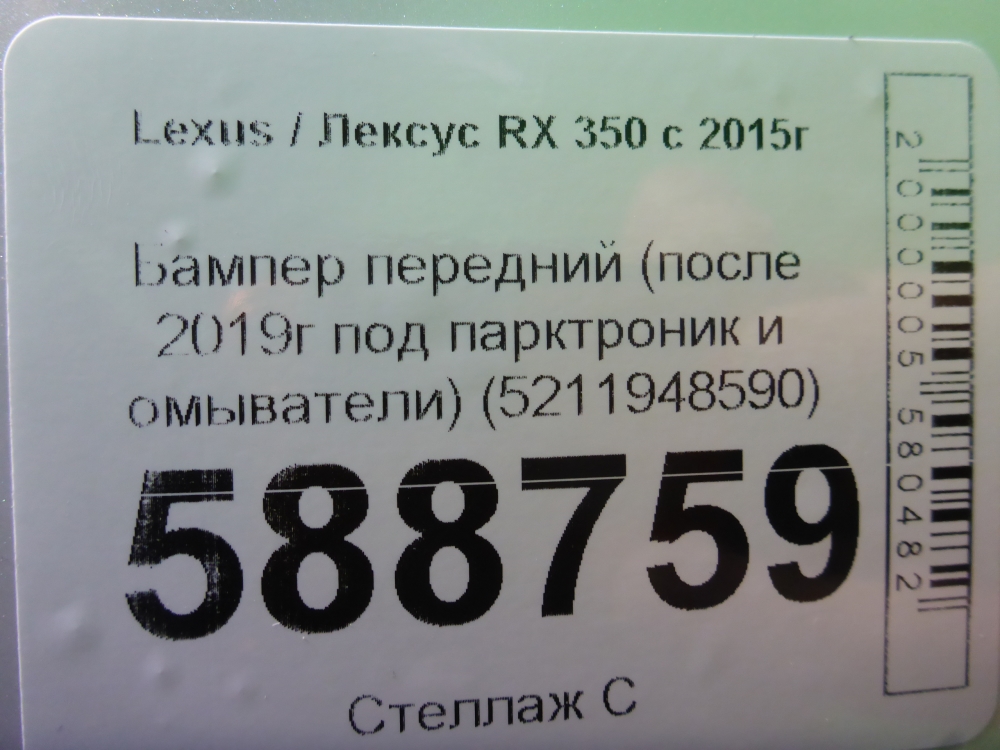 Lexus / Лексус RX 350 с 2015г
Бампер передний (после
2019г под парктроник и
омыватели) (5211948590)
588759
Стеллаж С
2000005580482